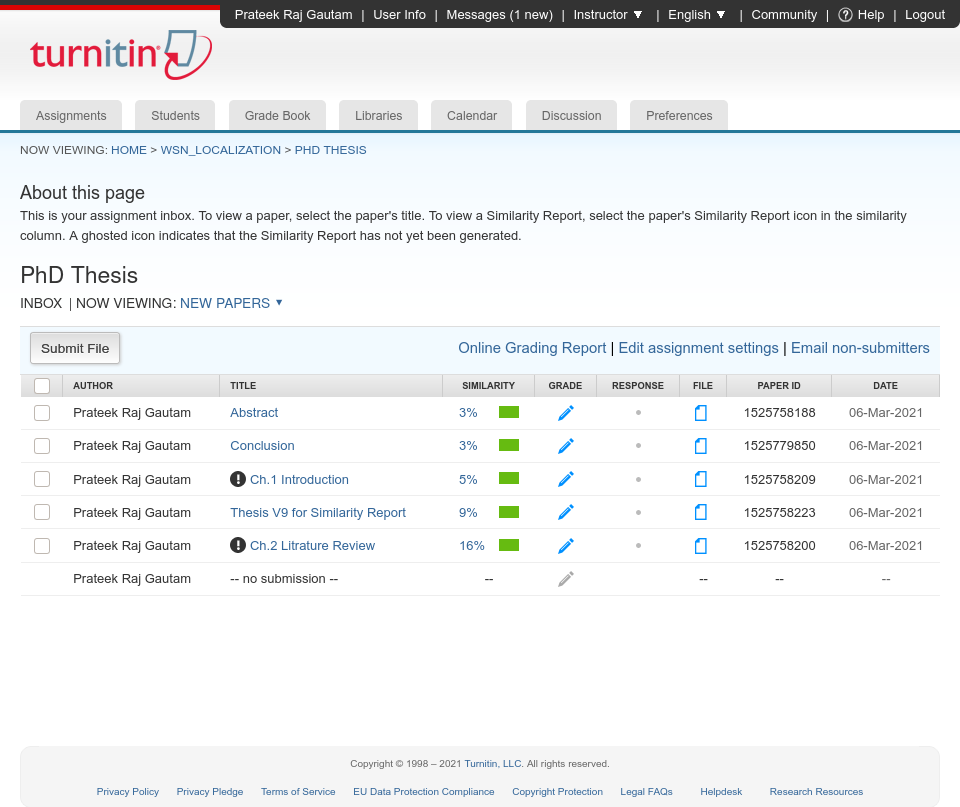 Prateek Raj Gautam | User Info | Messages (1 new) | Instructor ▼ | English ▼ | Community | ? Help | Logout
turnitin
Assignments Students Grade Book Libraries Calendar Discussion Preferences
NOW VIEWING: HOME > WSN_LOCALIZATION > PHD THESIS
About this page
This is your assignment inbox. To view a paper, select the paper's title. To view a Similarity Report, select the paper's Similarity Report icon in the similarity
column. A ghosted icon indicates that the Similarity Report has not yet been generated.
PhD Thesis
INBOX | NOW VIEWING: NEW PAPERS ▼
Submit File Online Grading Report | Edit assignment settings | Email non-submitters
AUTHOR TITLE SIMILARITY GRADE RESPONSE FILE PAPER ID DATE
Prateek Raj Gautam Abstract 3% 1525758188 06-Mar-2021
Prateek Raj Gautam Conclusion 3% 1525779850 06-Mar-2021
Prateek Raj Gautam ! Ch.1 Introduction 5% 1525758209 06-Mar-2021
Prateek Raj Gautam Thesis V9 for Similarity Report 9% 1525758223 06-Mar-2021
Prateek Raj Gautam ! Ch.2 Litrature Review 16% 1525758200 06-Mar-2021
Prateek Raj Gautam -- no submission -- -- -- -- --
Copyright © 1998 – 2021 Turnitin, LLC. All rights reserved.
Privacy Policy Privacy Pledge Terms of Service EU Data Protection Compliance Copyright Protection Legal FAQs Helpdesk Research Resources